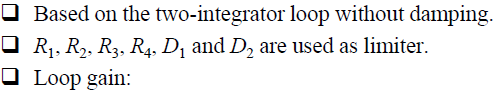 ❑ Based on the two-integrator loop without damping.
❑ R₁, R₂, R₃, R₄, D₁ and D₂ are used as limiter.
❑ Loop gain: